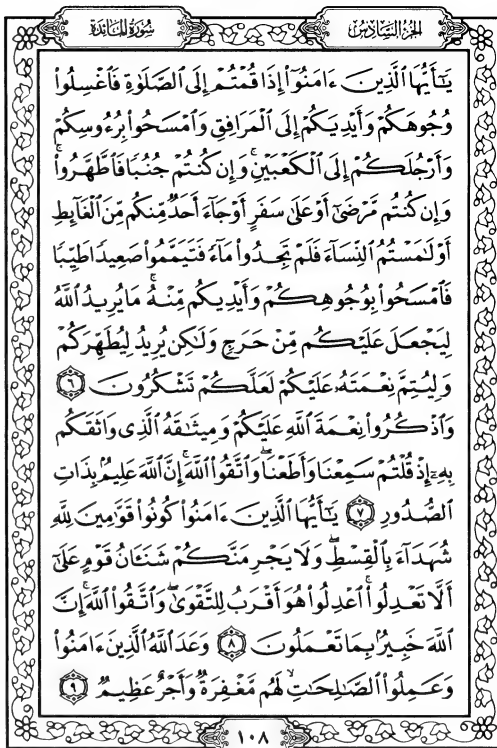 سُورَةُ المَائدَةِ
الجُزْءُ السَّادِسُ
يَٰٓأَيُّهَا ٱلَّذِينَ ءَامَنُوٓا۟ إِذَا قُمْتُمْ إِلَى ٱلصَّلَوٰةِ فَٱغْسِلُوا۟
وُجُوهَكُمْ وَأَيْدِيَكُمْ إِلَى ٱلْمَرَافِقِ وَٱمْسَحُوا۟ بِرُءُوسِكُمْ
وَأَرْجُلَكُمْ إِلَى ٱلْكَعْبَيْنِ ۚ وَإِن كُنتُمْ جُنُبًا فَٱطَّهَّرُوا۟ ۚ
وَإِن كُنتُم مَّرْضَىٰٓ أَوْ عَلَىٰ سَفَرٍ أَوْ جَآءَ أَحَدٌ مِّنكُم مِّنَ ٱلْغَآئِطِ
أَوْ لَٰمَسْتُمُ ٱلنِّسَآءَ فَلَمْ تَجِدُوا۟ مَآءً فَتَيَمَّمُوا۟ صَعِيدًا طَيِّبًا
فَٱمْسَحُوا۟ بِوُجُوهِكُمْ وَأَيْدِيكُم مِّنْهُ ۚ مَا يُرِيدُ ٱللَّهُ
لِيَجْعَلَ عَلَيْكُم مِّنْ حَرَجٍ وَلَٰكِن يُرِيدُ لِيُطَهِّرَكُمْ
وَلِيُتِمَّ نِعْمَتَهُۥ عَلَيْكُمْ لَعَلَّكُمْ تَشْكُرُونَ ٦
وَٱذْكُرُوا۟ نِعْمَةَ ٱللَّهِ عَلَيْكُمْ وَمِيثَٰقَهُ ٱلَّذِى وَاثَقَكُم
بِهِۦٓ إِذْ قُلْتُمْ سَمِعْنَا وَأَطَعْنَا ۖ وَٱتَّقُوا۟ ٱللَّهَ ۚ إِنَّ ٱللَّهَ عَلِيمٌۢ بِذَاتِ
ٱلصُّدُورِ ٧ يَٰٓأَيُّهَا ٱلَّذِينَ ءَامَنُوا۟ كُونُوا۟ قَوَّٰمِينَ لِلَّهِ
شُهَدَآءَ بِٱلْقِسْطِ ۖ وَلَا يَجْرِمَنَّكُمْ شَنَـَٔانُ قَوْمٍ عَلَىٰٓ
أَلَّا تَعْدِلُوا۟ ۚ ٱعْدِلُوا۟ هُوَ أَقْرَبُ لِلتَّقْوَىٰ ۖ وَٱتَّقُوا۟ ٱللَّهَ ۚ إِنَّ
ٱللَّهَ خَبِيرٌۢ بِمَا تَعْمَلُونَ ٨ وَعَدَ ٱللَّهُ ٱلَّذِينَ ءَامَنُوا۟
وَعَمِلُوا۟ ٱلصَّٰلِحَٰتِ ۙ لَهُم مَّغْفِرَةٌ وَأَجْرٌ عَظِيمٌ ٩
١٠٨